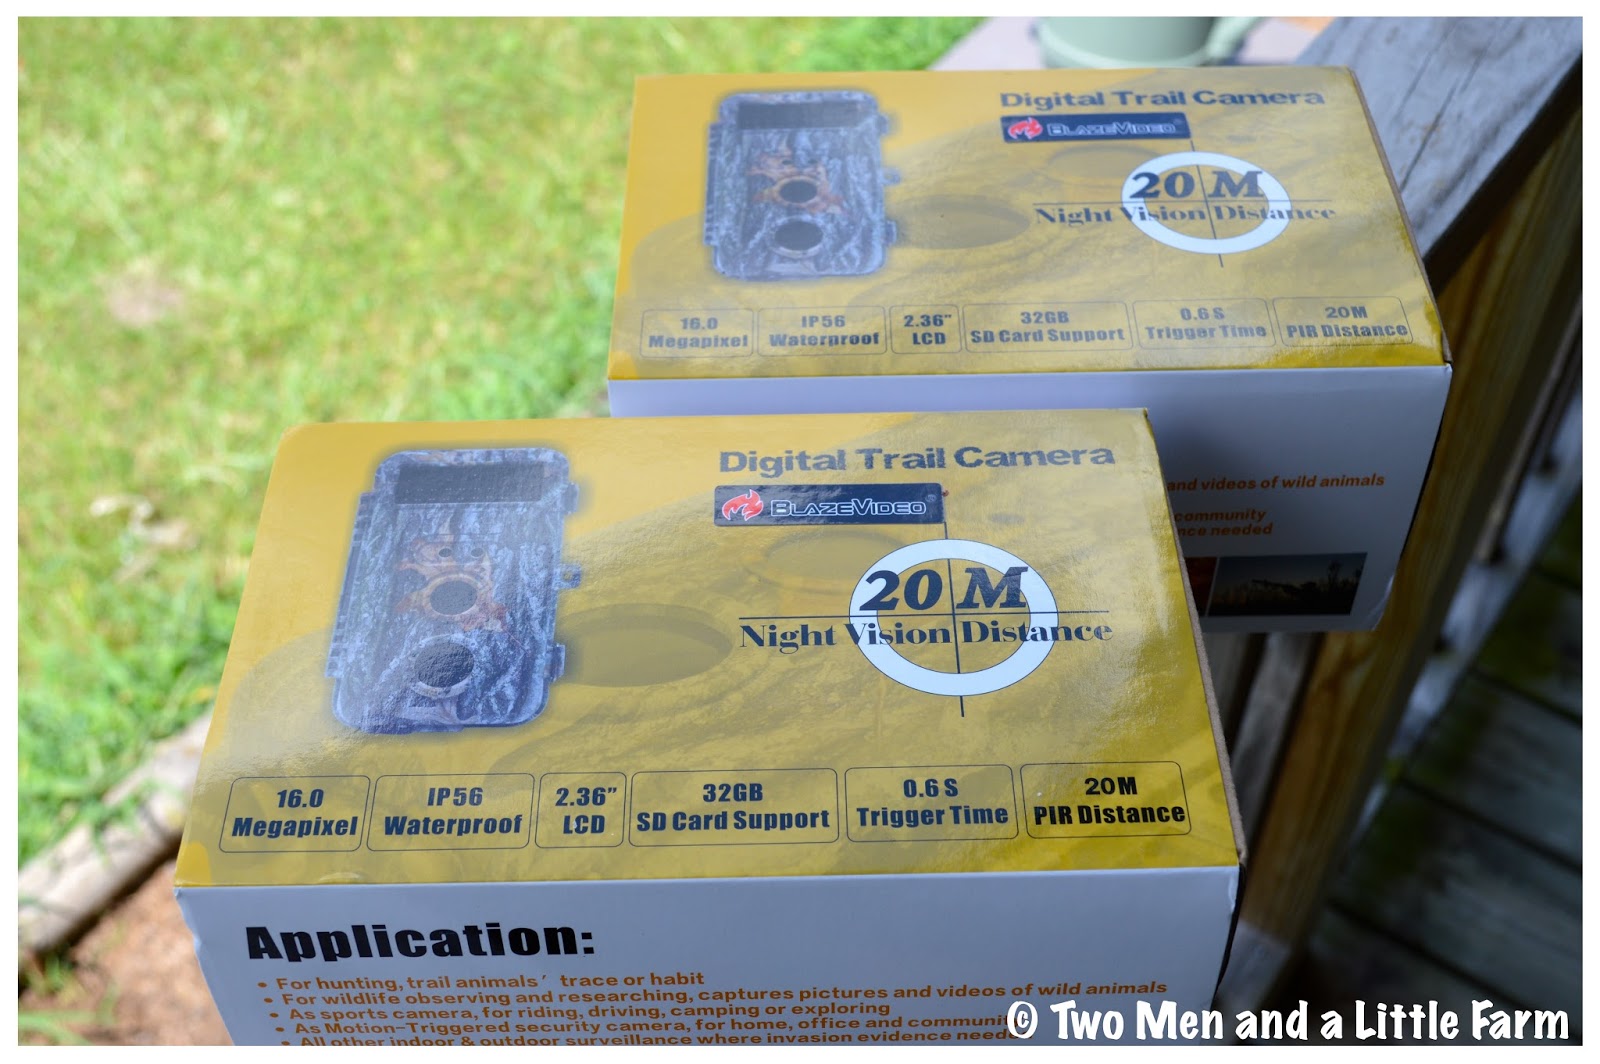 Digital Trail Camera
BLAZEVIDEO®
20 M
Night Vision Distance
16.0 Megapixel
IP56 Waterproof
2.36” LCD
32GB SD Card Support
0.6 S Trigger Time
20M PIR Distance
and videos of wild animals
community
nce needed
Digital Trail Camera
BLAZEVIDEO®
20 M
Night Vision Distance
16.0 Megapixel
IP56 Waterproof
2.36” LCD
32GB SD Card Support
0.6 S Trigger Time
20M PIR Distance
Application:
• For hunting, trail animals′ trace or habit
• For wildlife observing and researching, captures pictures and videos of wild animals
• As sports camera, for riding, driving, camping or exploring
• As Motion-Triggered security camera, for home, office and communi
• All other indoor & outdoor surveillance where invasion evidence nee
© Two Men and a Little Farm